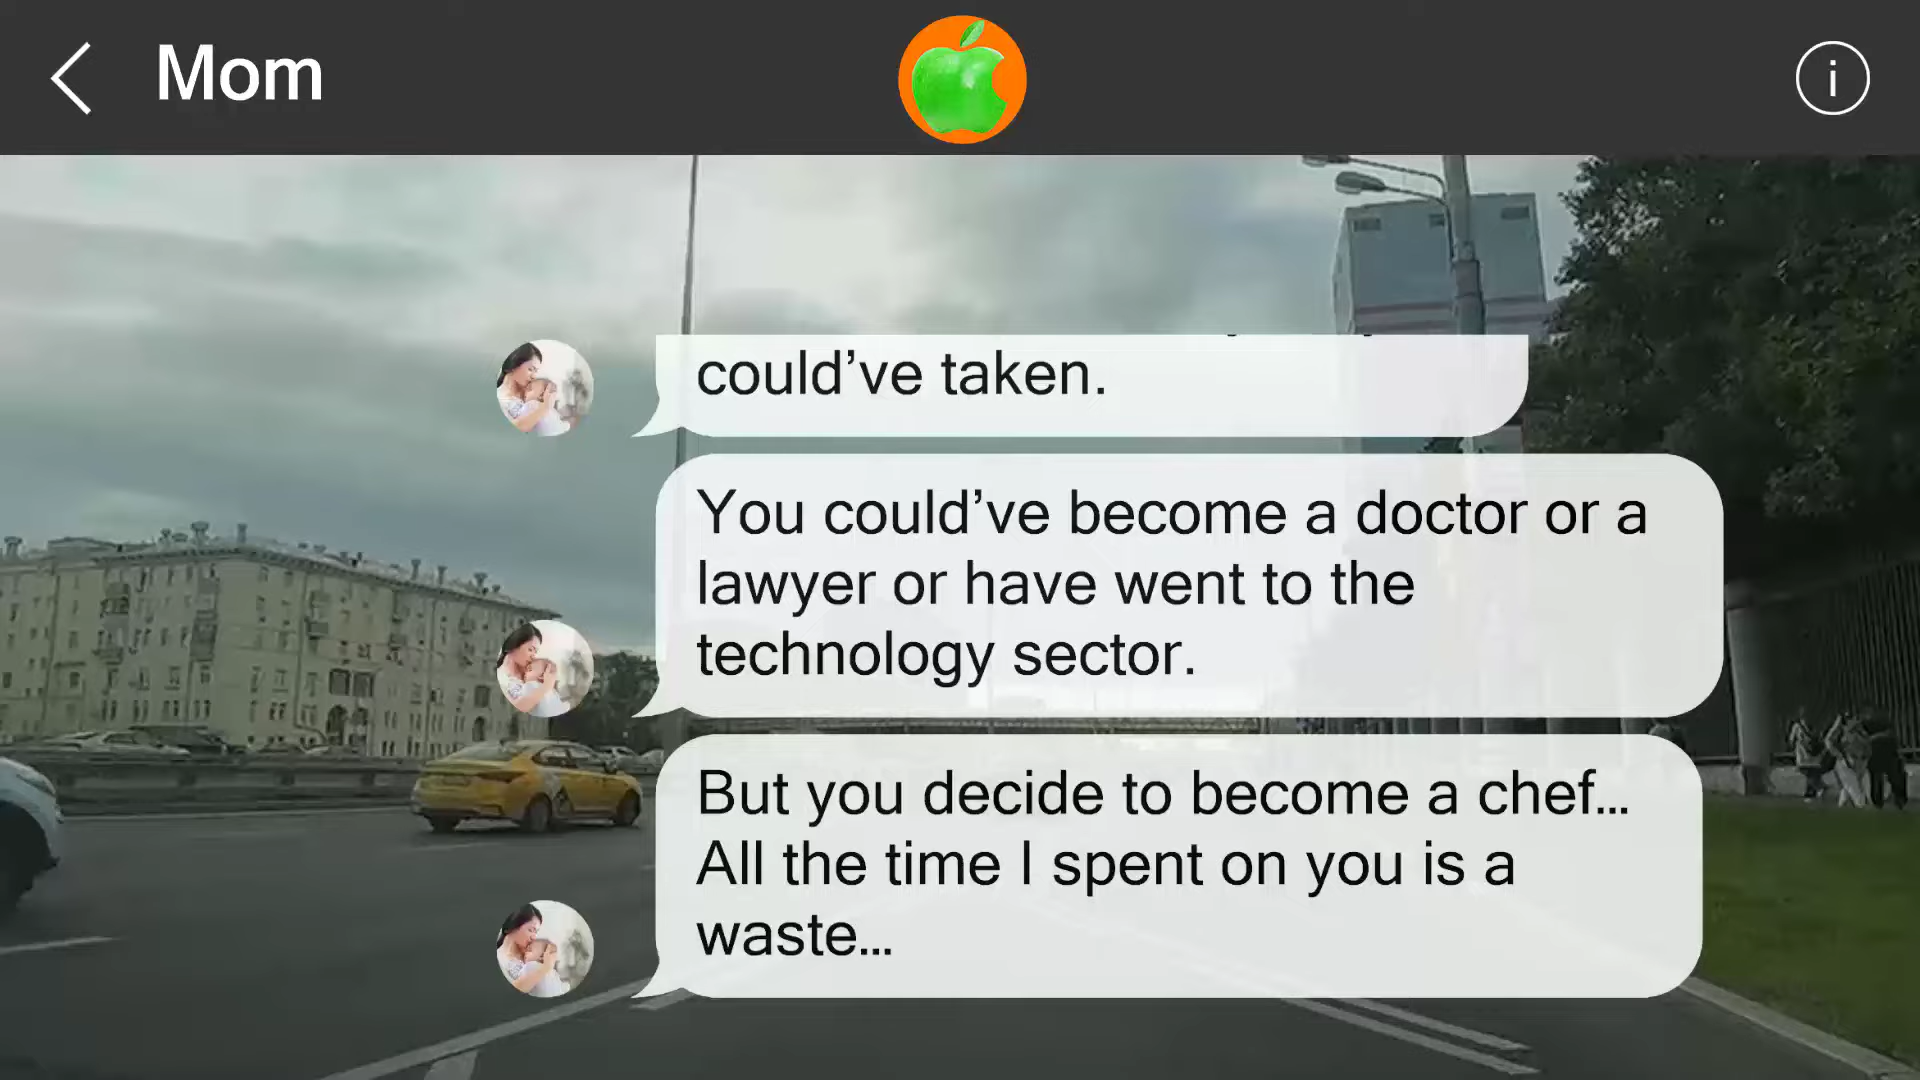 Mom
could’ve taken.
You could’ve become a doctor or a
lawyer or have went to the
technology sector.
But you decide to become a chef...
All the time I spent on you is a
waste...